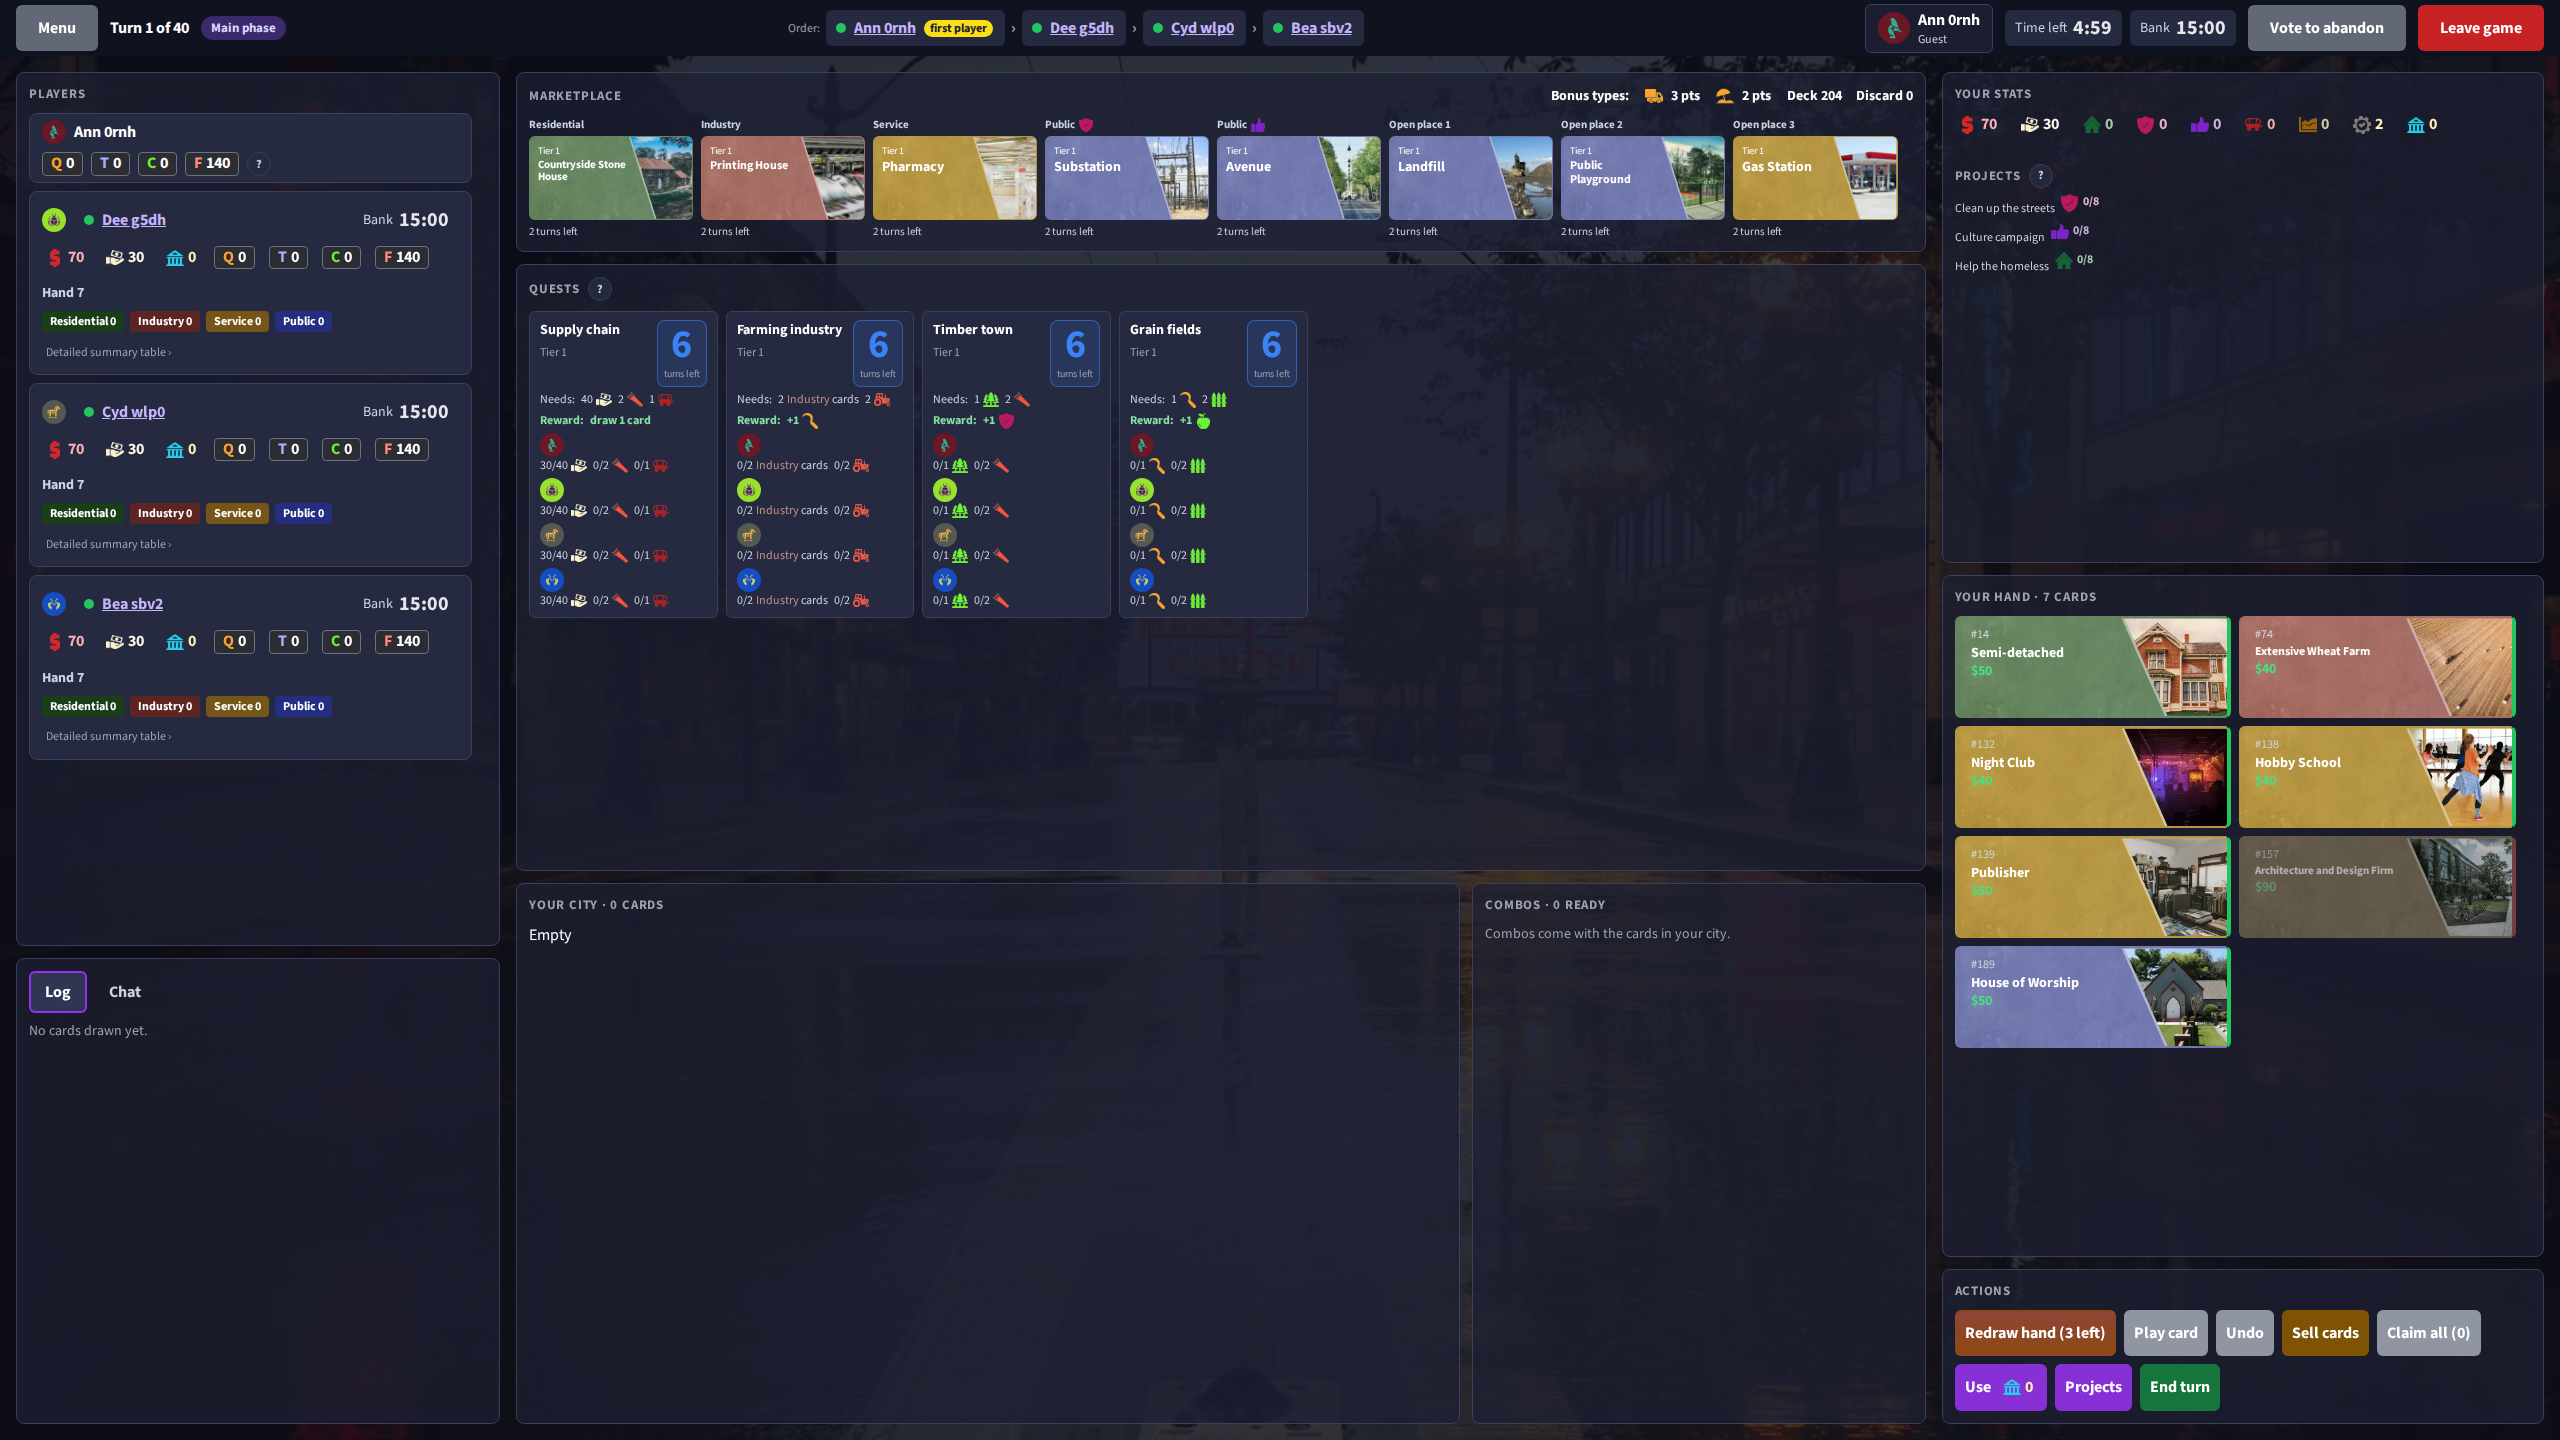 Menu
Turn 1 of 40
Main phase
Order:
Ann 0rnh
first player
›
Dee g5dh
›
Cyd wlp0
›
Bea sbv2
Ann 0rnh
Guest
Time left 4:59
Bank 15:00
Vote to abandon
Leave game
PLAYERS
Ann 0rnh
Q 0 T 0 C 0 F 140 ?
Dee g5dh
Bank 15:00
70 30 0 Q 0 T 0 C 0 F 140
Hand 7
Residential 0 Industry 0 Service 0 Public 0
Detailed summary table ›
Cyd wlp0
Bank 15:00
70 30 0 Q 0 T 0 C 0 F 140
Hand 7
Residential 0 Industry 0 Service 0 Public 0
Detailed summary table ›
Bea sbv2
Bank 15:00
70 30 0 Q 0 T 0 C 0 F 140
Hand 7
Residential 0 Industry 0 Service 0 Public 0
Detailed summary table ›
Log
Chat
No cards drawn yet.
MARKETPLACE
Bonus types: 3 pts 2 pts Deck 204 Discard 0
Residential
Tier 1
Countryside Stone
House
2 turns left
Industry
Tier 1
Printing House
2 turns left
Service
Tier 1
Pharmacy
2 turns left
Public
Tier 1
Substation
2 turns left
Public
Tier 1
Avenue
2 turns left
Open place 1
Tier 1
Landfill
2 turns left
Open place 2
Tier 1
Public
Playground
2 turns left
Open place 3
Tier 1
Gas Station
2 turns left
QUESTS ?
Supply chain
Tier 1
6
turns left
Needs: 40 2 1
Reward: draw 1 card
30/40 0/2 0/1
30/40 0/2 0/1
30/40 0/2 0/1
30/40 0/2 0/1
Farming industry
Tier 1
6
turns left
Needs: 2 Industry cards 2
Reward: +1
0/2 Industry cards 0/2
0/2 Industry cards 0/2
0/2 Industry cards 0/2
0/2 Industry cards 0/2
Timber town
Tier 1
6
turns left
Needs: 1 2
Reward: +1
0/1 0/2
0/1 0/2
0/1 0/2
0/1 0/2
Grain fields
Tier 1
6
turns left
Needs: 1 2
Reward: +1
0/1 0/2
0/1 0/2
0/1 0/2
0/1 0/2
YOUR CITY · 0 CARDS
Empty
COMBOS · 0 READY
Combos come with the cards in your city.
YOUR STATS
70 30 0 0 0 0 0 2 0
PROJECTS ?
Clean up the streets 0/8
Culture campaign 0/8
Help the homeless 0/8
YOUR HAND · 7 CARDS
#14
Semi-detached
$50
#74
Extensive Wheat Farm
$40
#132
Night Club
$40
#138
Hobby School
$40
#139
Publisher
$50
#157
Architecture and Design Firm
$90
#189
House of Worship
$50
ACTIONS
Redraw hand (3 left)
Play card
Undo
Sell cards
Claim all (0)
Use 0
Projects
End turn